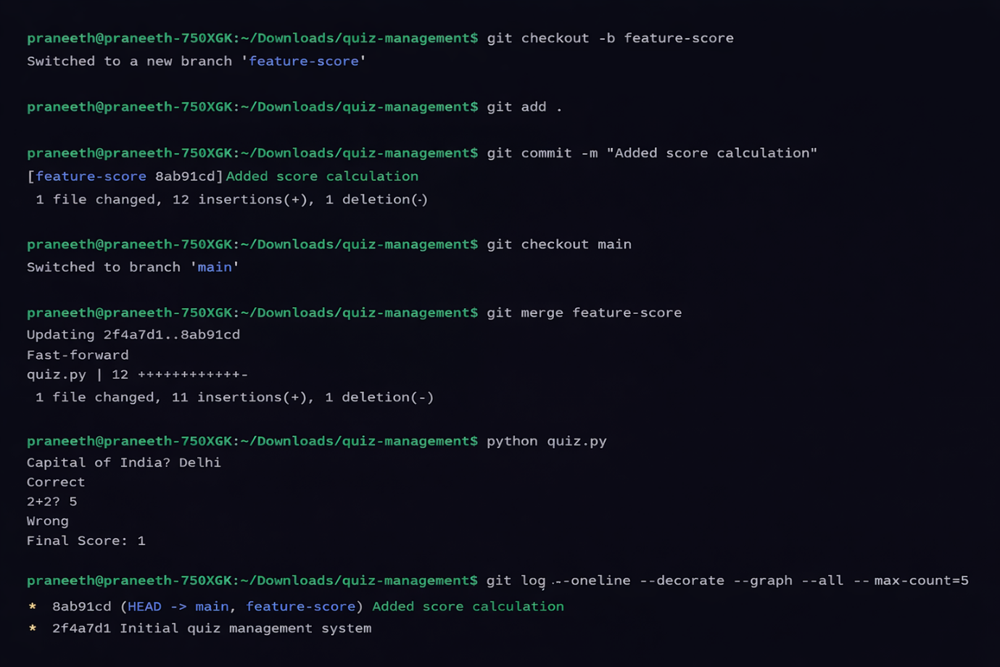 praneeth@praneeth-750XGK:~/Downloads/quiz-management$ git checkout -b feature-score
Switched to a new branch 'feature-score'
praneeth@praneeth-750XGK:~/Downloads/quiz-management$ git add .
praneeth@praneeth-750XGK:~/Downloads/quiz-management$ git commit -m "Added score calculation"
[feature-score 8ab91cd]Added score calculation
 1 file changed, 12 insertions(+), 1 deletion(-)
praneeth@praneeth-750XGK:~/Downloads/quiz-management$ git checkout main
Switched to branch 'main'
praneeth@praneeth-750XGK:~/Downloads/quiz-management$ git merge feature-score
Updating 2f4a7d1..8ab91cd
Fast-forward
quiz.py | 12 ++++++++++++-
 1 file changed, 11 insertions(+), 1 deletion(-)
praneeth@praneeth-750XGK:~/Downloads/quiz-management$ python quiz.py
Capital of India? Delhi
Correct
2+2? 5
Wrong
Final Score: 1
praneeth@praneeth-750XGK:~/Downloads/quiz-management$ git log --oneline --decorate --graph --all -- max-count=5
* 8ab91cd (HEAD -> main, feature-score) Added score calculation
* 2f4a7d1 Initial quiz management system